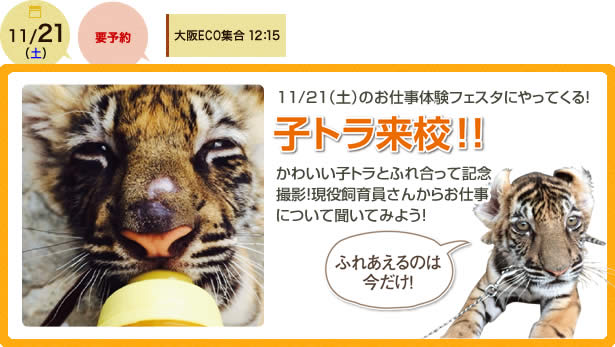 11/21
(土)
要予約
大阪ECO集合 12:15
11/21(土)のお仕事体験フェスタにやってくる!
子トラ来校!!
かわいい子トラとふれ合って記念
撮影!現役飼育員さんからお仕事
について聞いてみよう!
ふれあえるのは
今だけ!